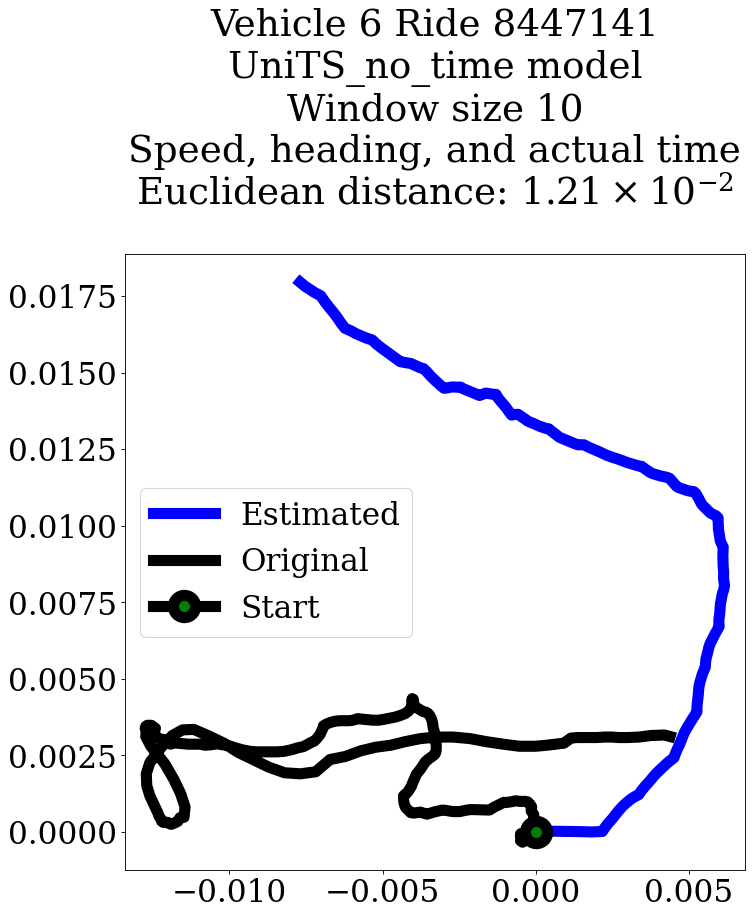 Vehicle 6 Ride 8447141
UniTS_no_time model
Window size 10
Speed, heading, and actual time
Euclidean distance: 1.21 × 10⁻²
0.0175
0.0150
0.0125
0.0100
0.0075
0.0050
0.0025
0.0000
Estimated
Original
Start
−0.010
−0.005
0.000
0.005